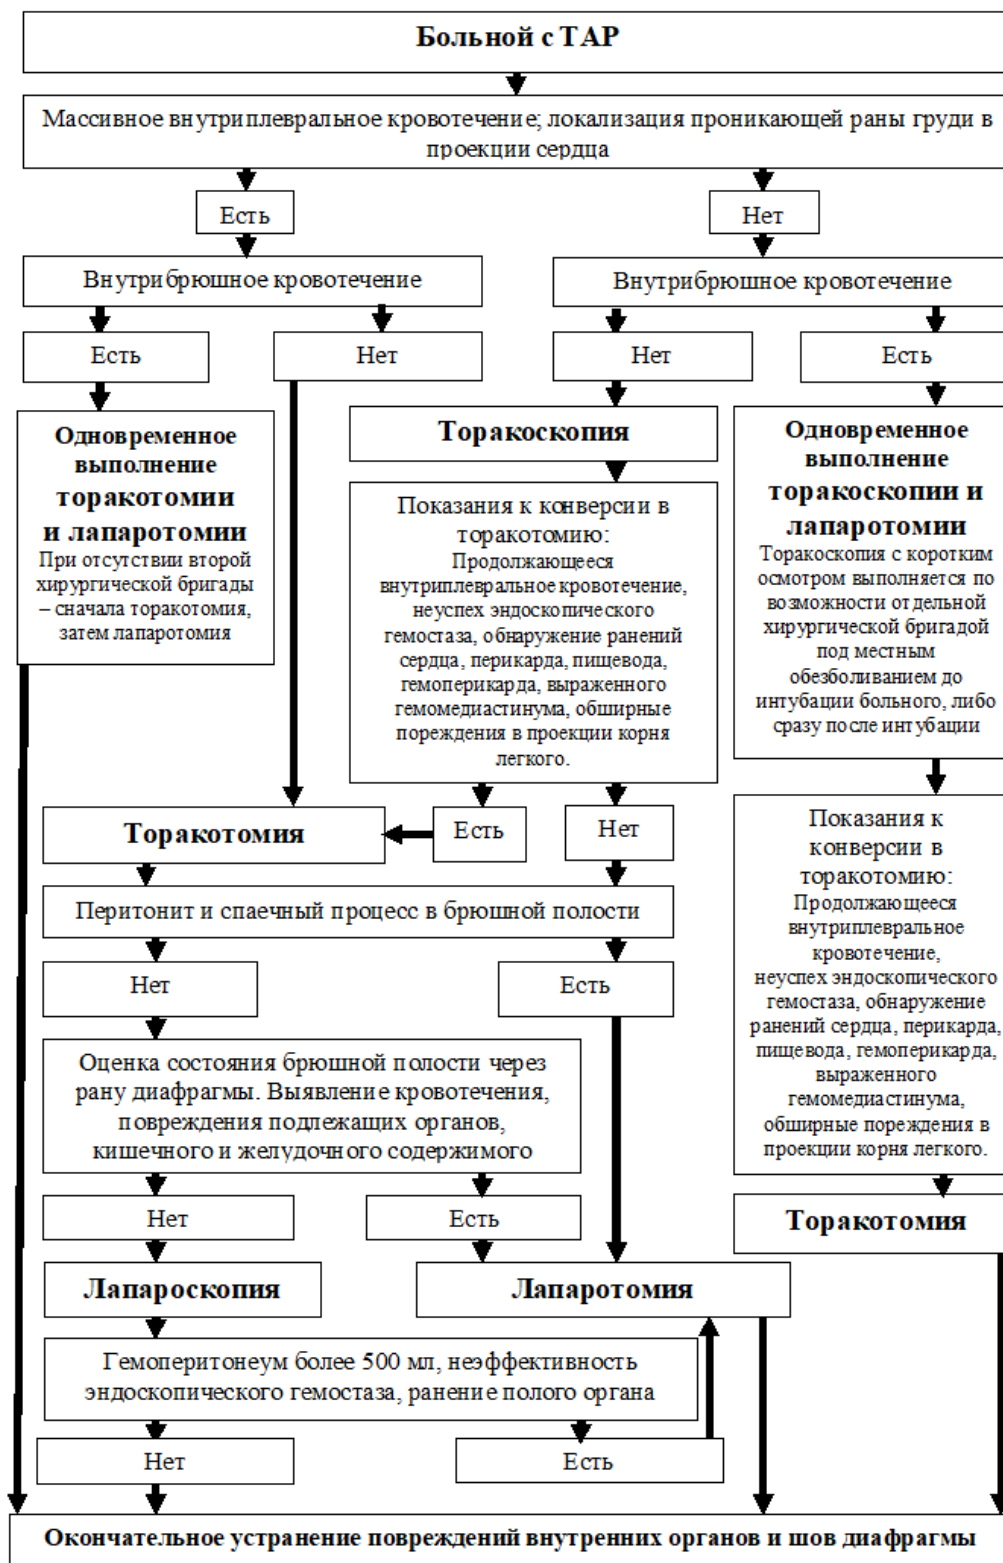 Больной с ТАР
Массивное внутриплевральное кровотечение; локализация проникающей раны груди в
проекции сердца
Есть
Нет
Внутрибрюшное кровотечение
Внутрибрюшное кровотечение
Есть
Нет
Нет
Есть
Одновременное
выполнение
торакотомии
и лапаротомии
При отсутствии второй
хирургической бригады
– сначала торакотомия,
затем лапаротомия
Торакоскопия
Показания к конверсии в
торакотомию:
Продолжающееся
внутриплевральное кровотечение,
неуспех эндоскопического
гемостаза, обнаружение ранений
сердца, перикарда, пищевода,
гемоперикарда, выраженного
гемомедиастинума, обширные
пореждения в проекции корня
легкого.
Одновременное
выполнение
торакоскопии и
лапаротомии
Торакоскопия с коротким
осмотром выполняется по
возможности отдельной
хирургической бригадой
под местным
обезболиванием до
интубации больного, либо
сразу после интубации
Торакотомия
Есть
Нет
Показания к
конверсии в
торакотомию:
Продолжающееся
внутриплевральное
кровотечение,
неуспех эндоскопического
гемостаза, обнаружение
ранений сердца, перикарда,
пищевода, гемоперикарда,
выраженного
гемомедиастинума,
обширные пореждения в
проекции корня легкого.
Перитонит и спаечный процесс в брюшной полости
Нет
Есть
Оценка состояния брюшной полости через
рану диафрагмы. Выявление кровотечения,
повреждения подлежащих органов,
кишечного и желудочного содержимого
Нет
Есть
Торакотомия
Лапароскопия
Лапаротомия
Гемоперитонеум более 500 мл, неэффективность
эндоскопического гемостаза, ранение полого органа
Нет
Есть
Окончательное устранение повреждений внутренних органов и шов диафрагмы